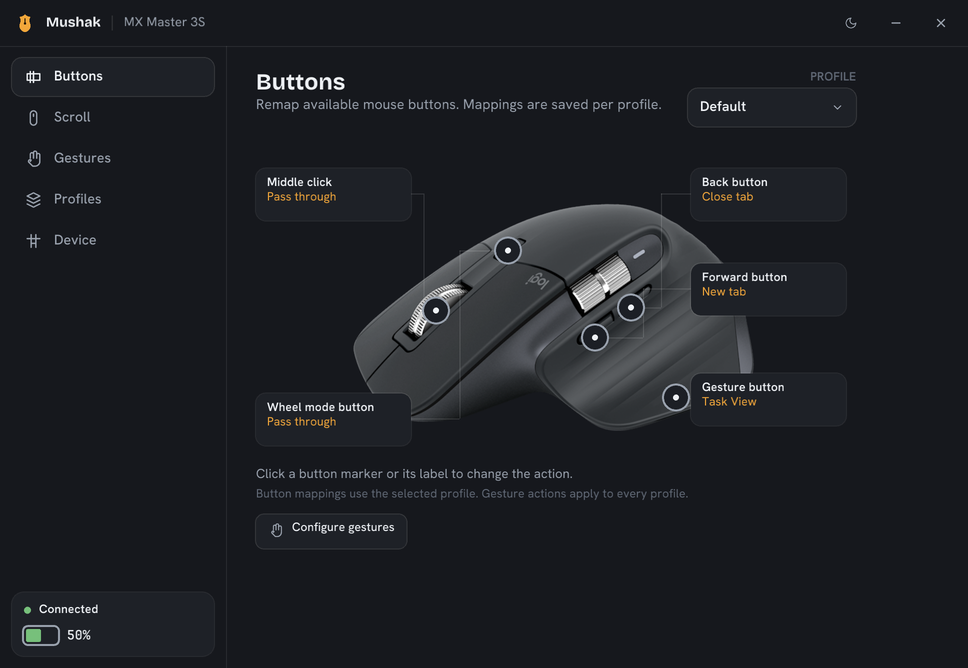 Mushak
MX Master 3S
Buttons
Scroll
Gestures
Profiles
Device
Connected
50%
Buttons
Remap available mouse buttons. Mappings are saved per profile.
PROFILE
Default
Middle click
Pass through
Back button
Close tab
logi
Forward button
New tab
Gesture button
Task View
Wheel mode button
Pass through
Click a button marker or its label to change the action.
Button mappings use the selected profile. Gesture actions apply to every profile.
Configure gestures